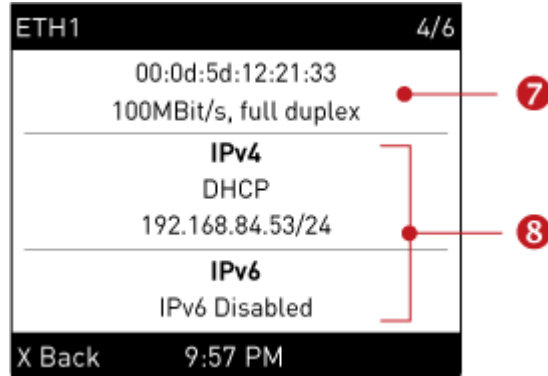 ETH1 4/6
00:0d:5d:12:21:33
100MBit/s, full duplex
7
IPv4
DHCP
192.168.84.53/24
8
IPv6
IPv6 Disabled
X Back 9:57 PM